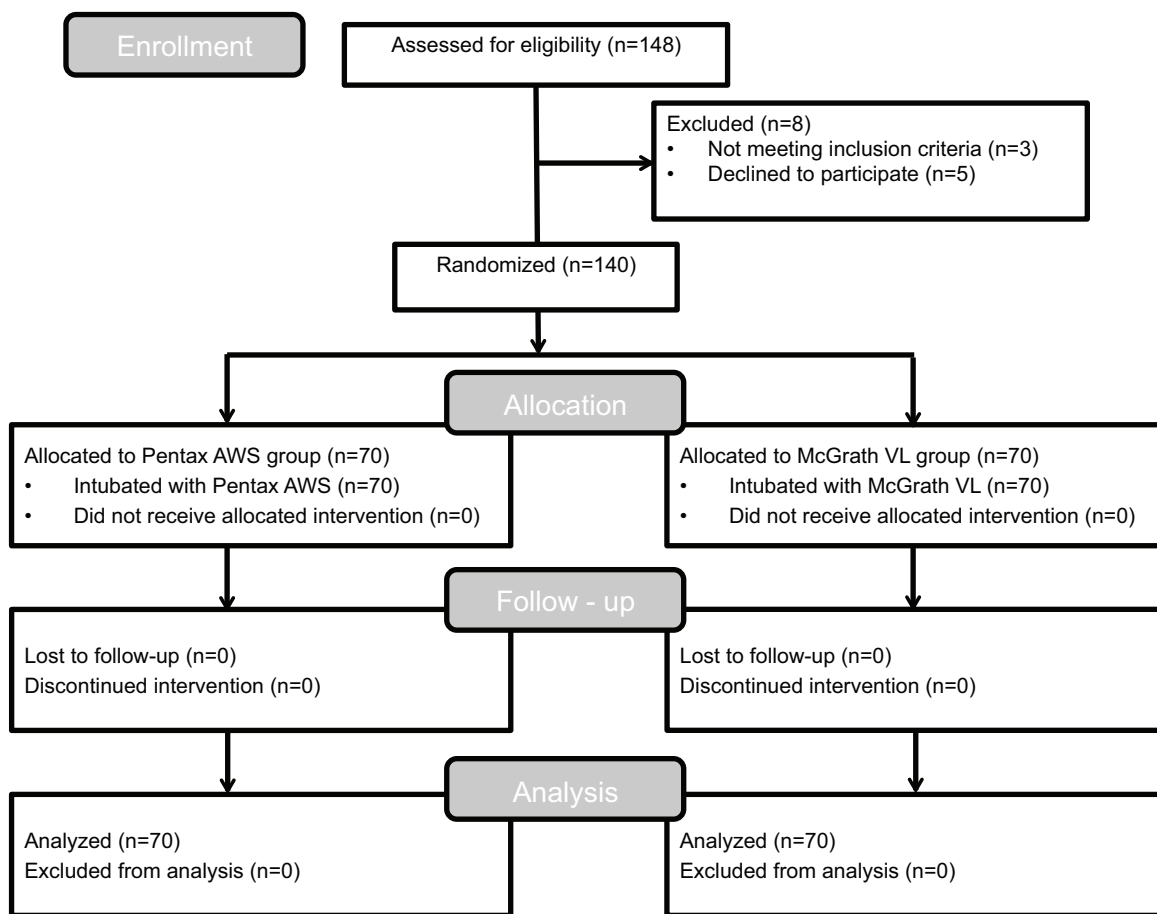 Enrollment
Assessed for eligibility (n=148)
Excluded (n=8)
• Not meeting inclusion criteria (n=3)
• Declined to participate (n=5)
Randomized (n=140)
Allocation
Allocated to Pentax AWS group (n=70)
• Intubated with Pentax AWS (n=70)
• Did not receive allocated intervention (n=0)
Allocated to McGrath VL group (n=70)
• Intubated with McGrath VL (n=70)
• Did not receive allocated intervention (n=0)
Follow - up
Lost to follow-up (n=0)
Discontinued intervention (n=0)
Lost to follow-up (n=0)
Discontinued intervention (n=0)
Analysis
Analyzed (n=70)
Excluded from analysis (n=0)
Analyzed (n=70)
Excluded from analysis (n=0)